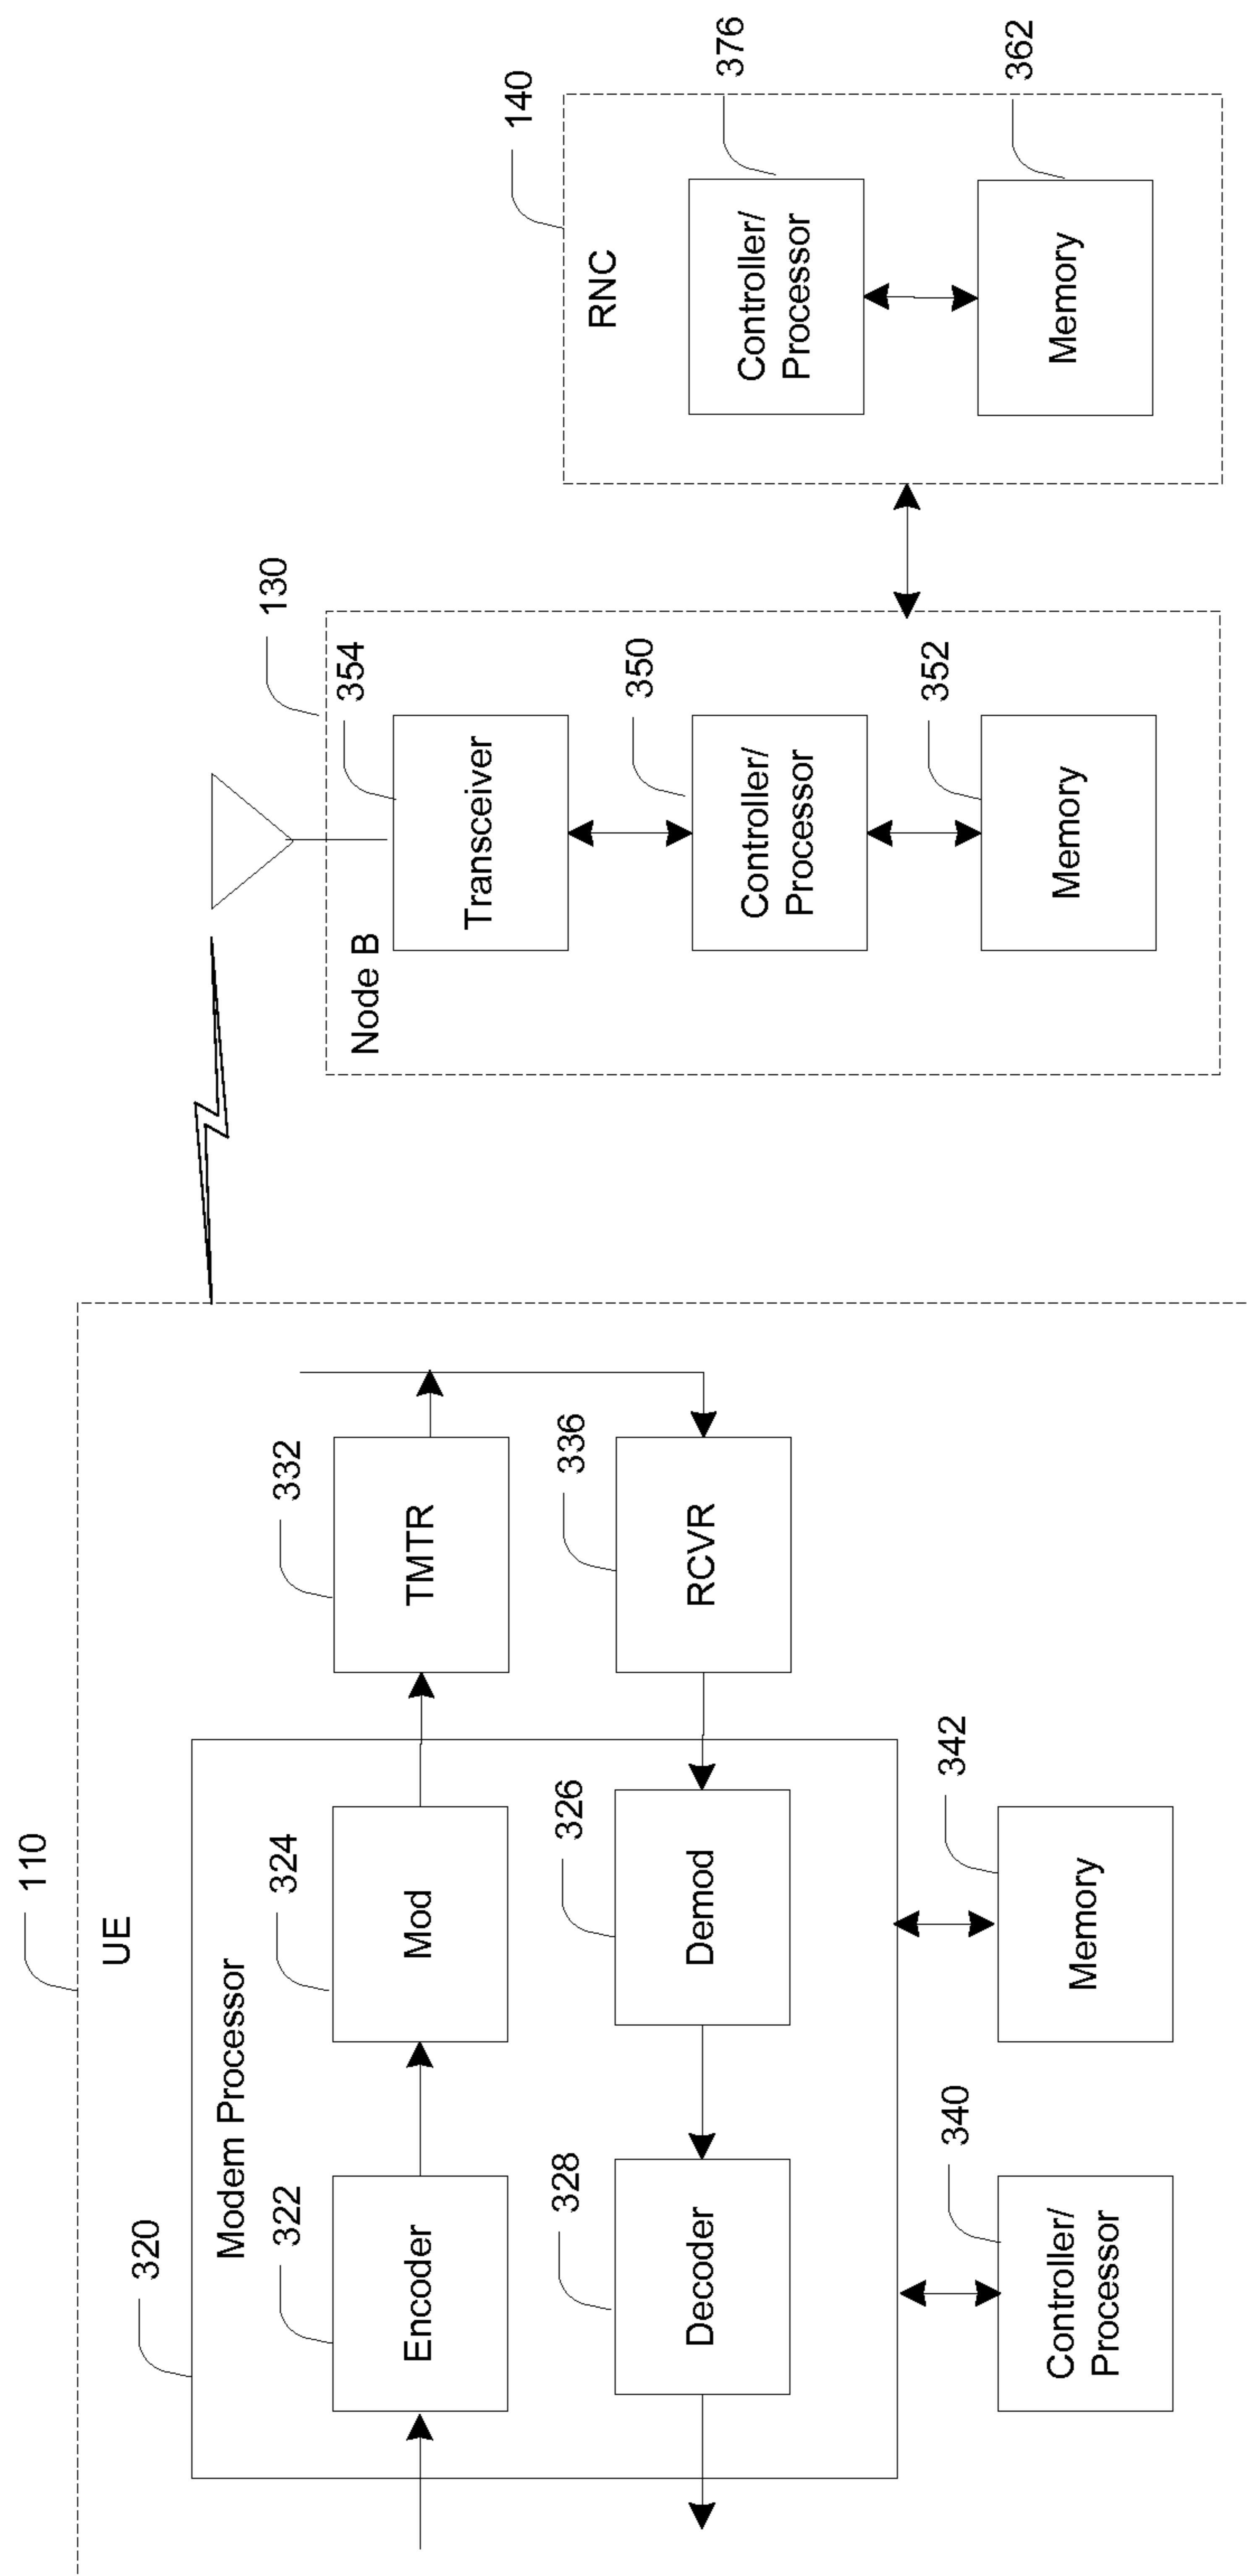 110
UE
320
Modem Processor
322
Encoder
324
Mod
332
TMTR
328
Decoder
326
Demod
336
RCVR
340
Controller/
Processor
342
Memory
130
Node B
354
Transceiver
350
Controller/
Processor
352
Memory
140
RNC
376
Controller/
Processor
362
Memory